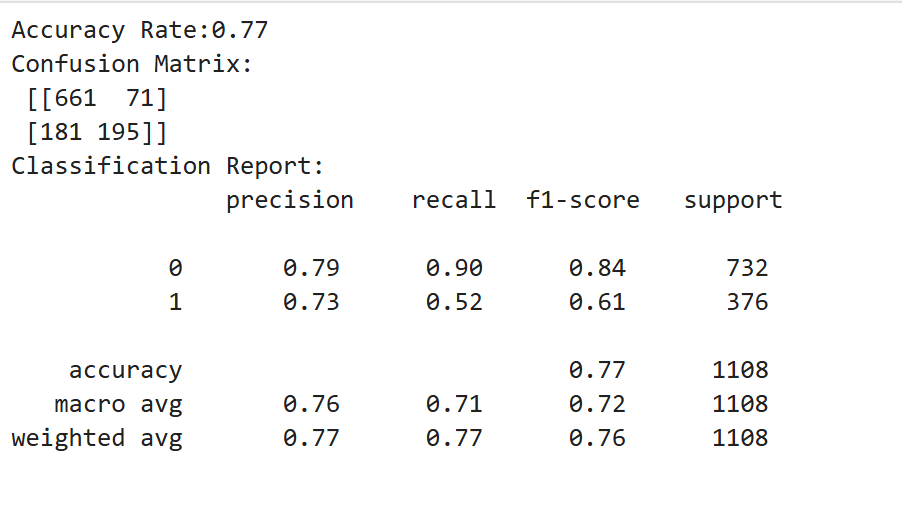 Accuracy Rate:0.77
Confusion Matrix:
 [[661  71]
 [181 195]]
Classification Report:
               precision    recall  f1-score   support

           0       0.79      0.90      0.84       732
           1       0.73      0.52      0.61       376

    accuracy                           0.77      1108
   macro avg       0.76      0.71      0.72      1108
weighted avg       0.77      0.77      0.76      1108